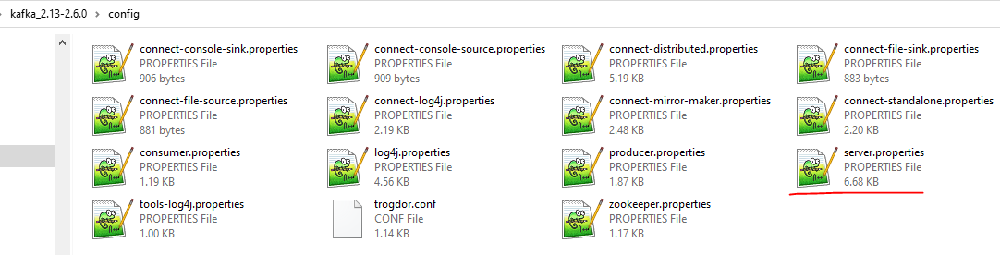 kafka_2.13-2.6.0 > config
connect-console-sink.properties
PROPERTIES File
906 bytes
connect-console-source.properties
PROPERTIES File
909 bytes
connect-distributed.properties
PROPERTIES File
5.19 KB
connect-file-sink.properties
PROPERTIES File
883 bytes
connect-file-source.properties
PROPERTIES File
881 bytes
connect-log4j.properties
PROPERTIES File
2.19 KB
connect-mirror-maker.properties
PROPERTIES File
2.48 KB
connect-standalone.properties
PROPERTIES File
2.20 KB
consumer.properties
PROPERTIES File
1.19 KB
log4j.properties
PROPERTIES File
4.56 KB
producer.properties
PROPERTIES File
1.87 KB
server.properties
PROPERTIES File
6.68 KB
tools-log4j.properties
PROPERTIES File
1.00 KB
trogdor.conf
CONF File
1.14 KB
zookeeper.properties
PROPERTIES File
1.17 KB